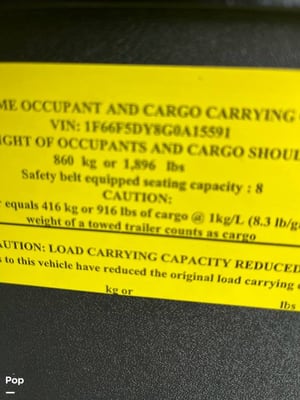 ME OCCUPANT AND CARGO CARRYING
VIN: 1F66F5DY8G0A15591
IGHT OF OCCUPANTS AND CARGO SHOUL
860 kg or 1,896 lbs
Safety belt equipped seating capacity : 8
CAUTION:
equals 416 kg or 916 lbs of cargo @ 1kg/L (8.3 lb/ga
weight of a towed trailer counts as cargo
AUTION: LOAD CARRYING CAPACITY REDUCED
s to this vehicle have reduced the original load carrying
kg or
lbs
Pop